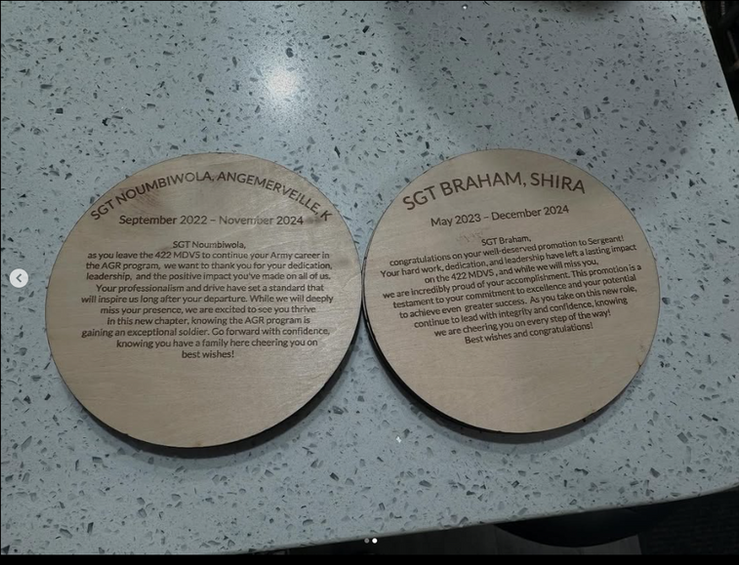 SGT NOUMBIWOLA, ANGEMERVEILLE, K
September 2022 – November 2024
SGT Noumbiwola,
as you leave the 422 MDVS to continue your Army career in
the AGR program, we want to thank you for your dedication,
leadership, and the positive impact you've made on all of us.
Your professionalism and drive have set a standard that
will inspire us long after your departure. While we will deeply
miss your presence, we are excited to see you thrive
in this new chapter, knowing the AGR program is
gaining an exceptional soldier. Go forward with confidence,
knowing you have a family here cheering you on
best wishes!
SGT BRAHAM, SHIRA
May 2023 – December 2024
SGT Braham,
congratulations on your well-deserved promotion to Sergeant!
Your hard work, dedication, and leadership have left a lasting impact
on the 422 MDVS , and while we will miss you,
we are incredibly proud of your accomplishment. This promotion is a
testament to your commitment to excellence and your potential
to achieve even greater success. As you take on this new role,
continue to lead with integrity and confidence, knowing
we are cheering you on every step of the way!
Best wishes and congratulations!